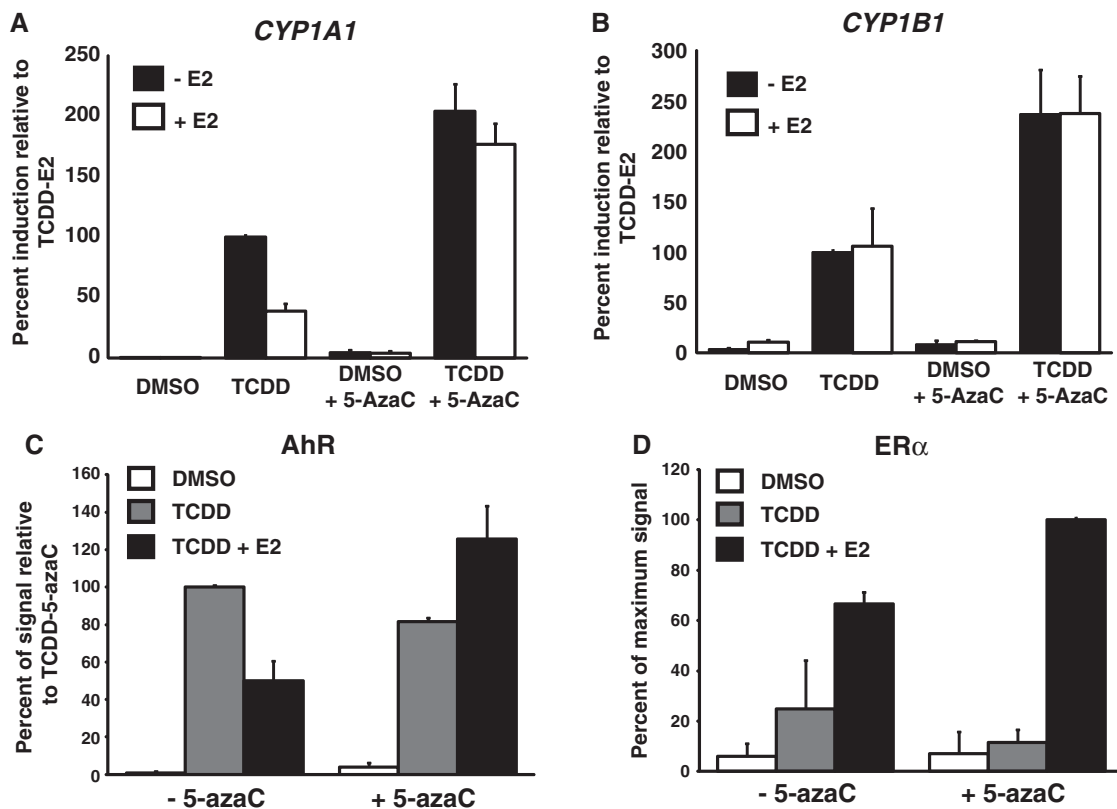 A
CYP1A1
Percent induction relative to
TCDD-E2
250
200
150
100
50
0
- E2
+ E2
DMSO
TCDD
DMSO
+ 5-AzaC
TCDD
+ 5-AzaC
B
CYP1B1
Percent induction relative to
TCDD-E2
300
250
200
150
100
50
0
- E2
+ E2
DMSO
TCDD
DMSO
+ 5-AzaC
TCDD
+ 5-AzaC
C
AhR
Percent of signal relative
to TCDD-5-azaC
160
140
120
100
80
60
40
20
0
DMSO
TCDD
TCDD + E2
- 5-azaC
+ 5-azaC
D
ERα
Percent of maximum signal
120
100
80
60
40
20
0
DMSO
TCDD
TCDD + E2
- 5-azaC
+ 5-azaC